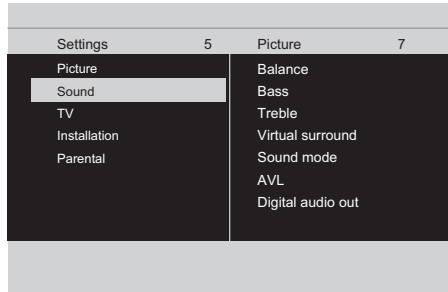 Settings 5 Picture 7
Picture
Sound
TV
Installation
Parental
Balance
Bass
Treble
Virtual surround
Sound mode
AVL
Digital audio out